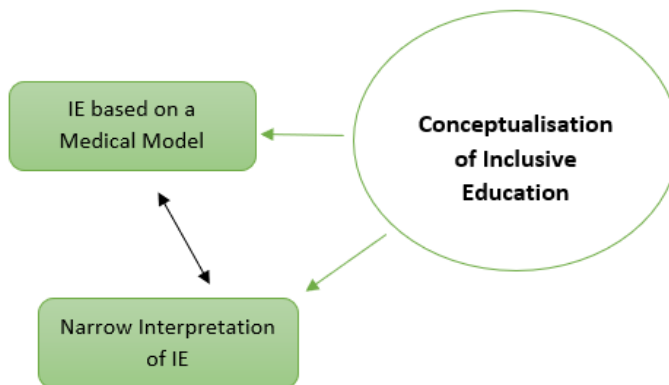 IE based on a
Medical Model
Conceptualisation
of Inclusive
Education
Narrow Interpretation
of IE